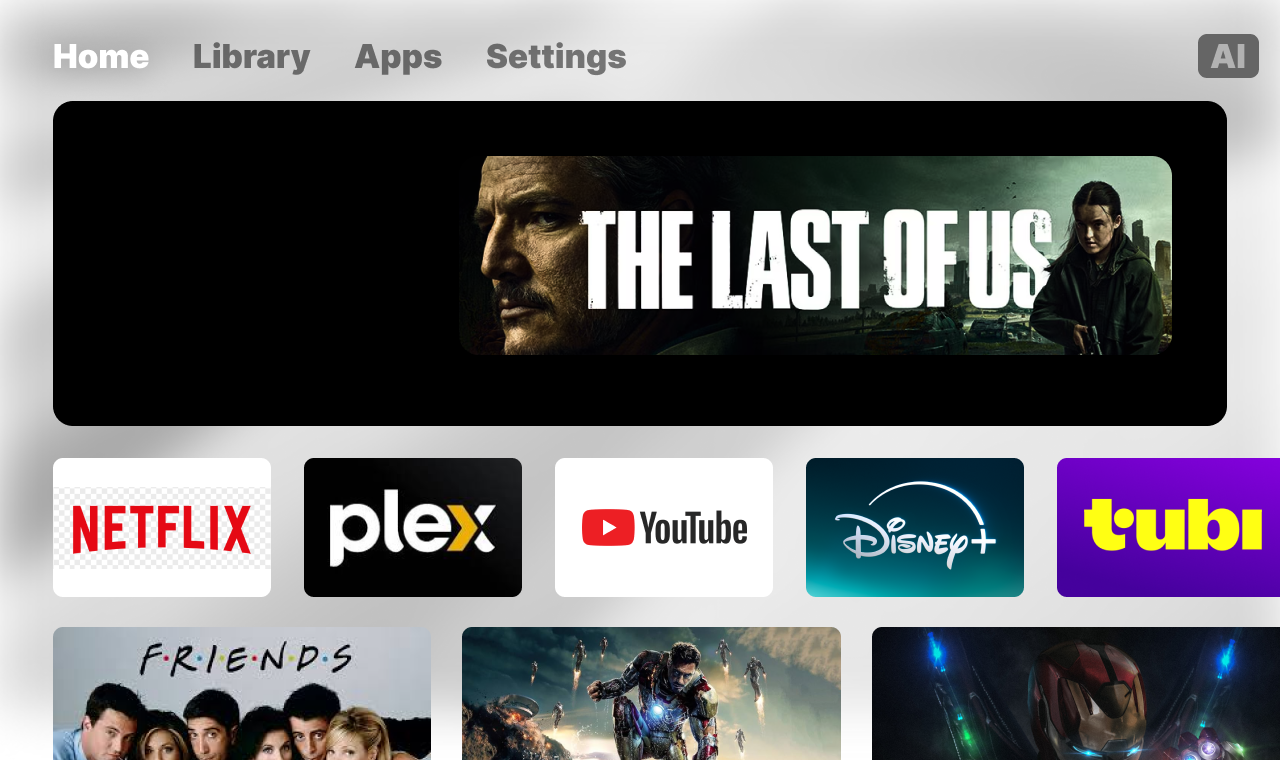 Home Library Apps Settings AI
THE LAST OF US
NETFLIX plex YouTube Disney+ tubi
F•R•I•E•N•D•S